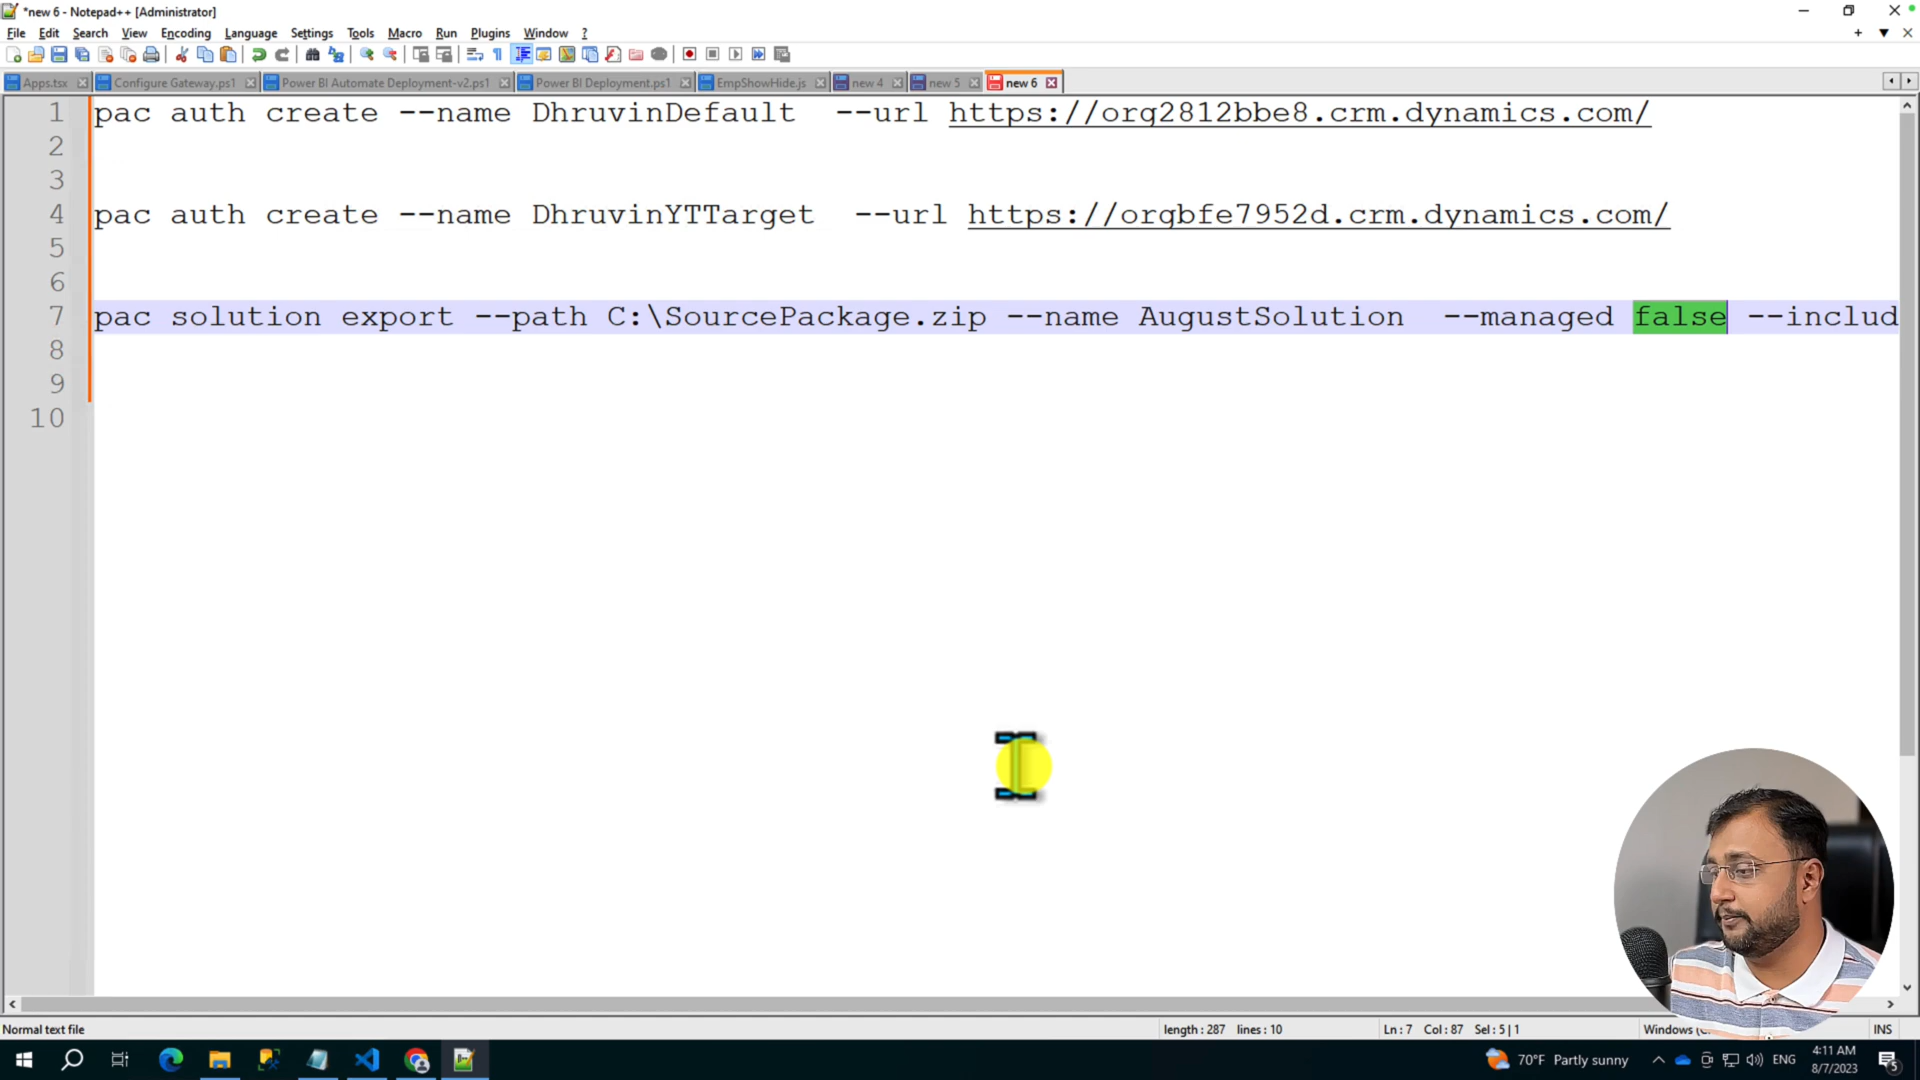 *new 6 - Notepad++ [Administrator]
File Edit Search View Encoding Language Settings Tools Macro Run Plugins Window ?
Apps.tsx Configure Gateway.ps1 Power BI Automate Deployment-v2.ps1 Power BI Deployment.ps1 EmpShowHide.js new 4 new 5 new 6
1 pac auth create --name DhruvinDefault --url https://org2812bbe8.crm.dynamics.com/
2
3
4 pac auth create --name DhruvinYTTarget --url https://orgbfe7952d.crm.dynamics.com/
5
6
7 pac solution export --path C:\SourcePackage.zip --name AugustSolution --managed false --includ
8
9
10
Normal text file length : 287 lines : 10 Ln : 7 Col : 87 Sel : 5 | 1 Windows (C INS
70°F Partly sunny ENG 4:11 AM
8/7/2023
5